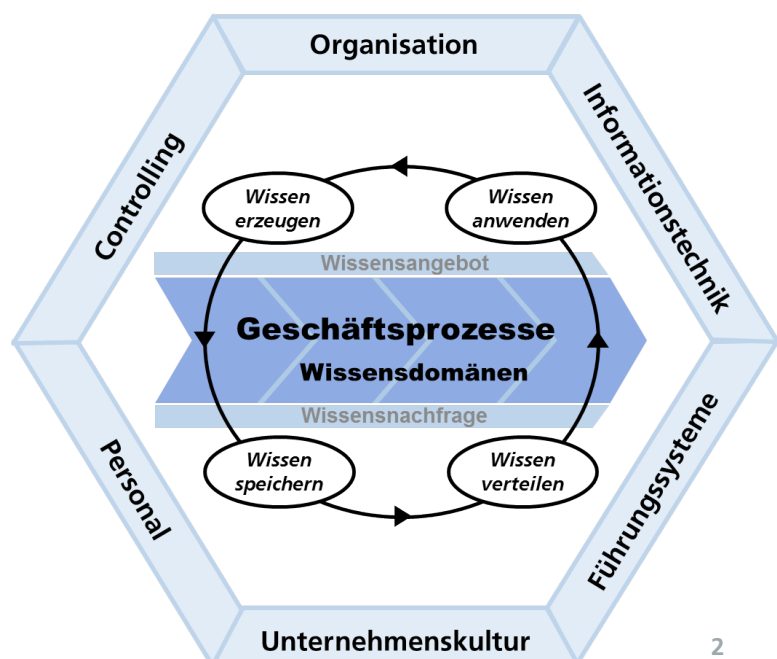 Organisation
Informationstechnik
Controlling
Wissen
erzeugen
Wissen
anwenden
Wissensangebot
Geschäftsprozesse
Wissensdomänen
Wissensnachfrage
Wissen
speichern
Wissen
verteilen
Personal
Führungssysteme
Unternehmenskultur
2